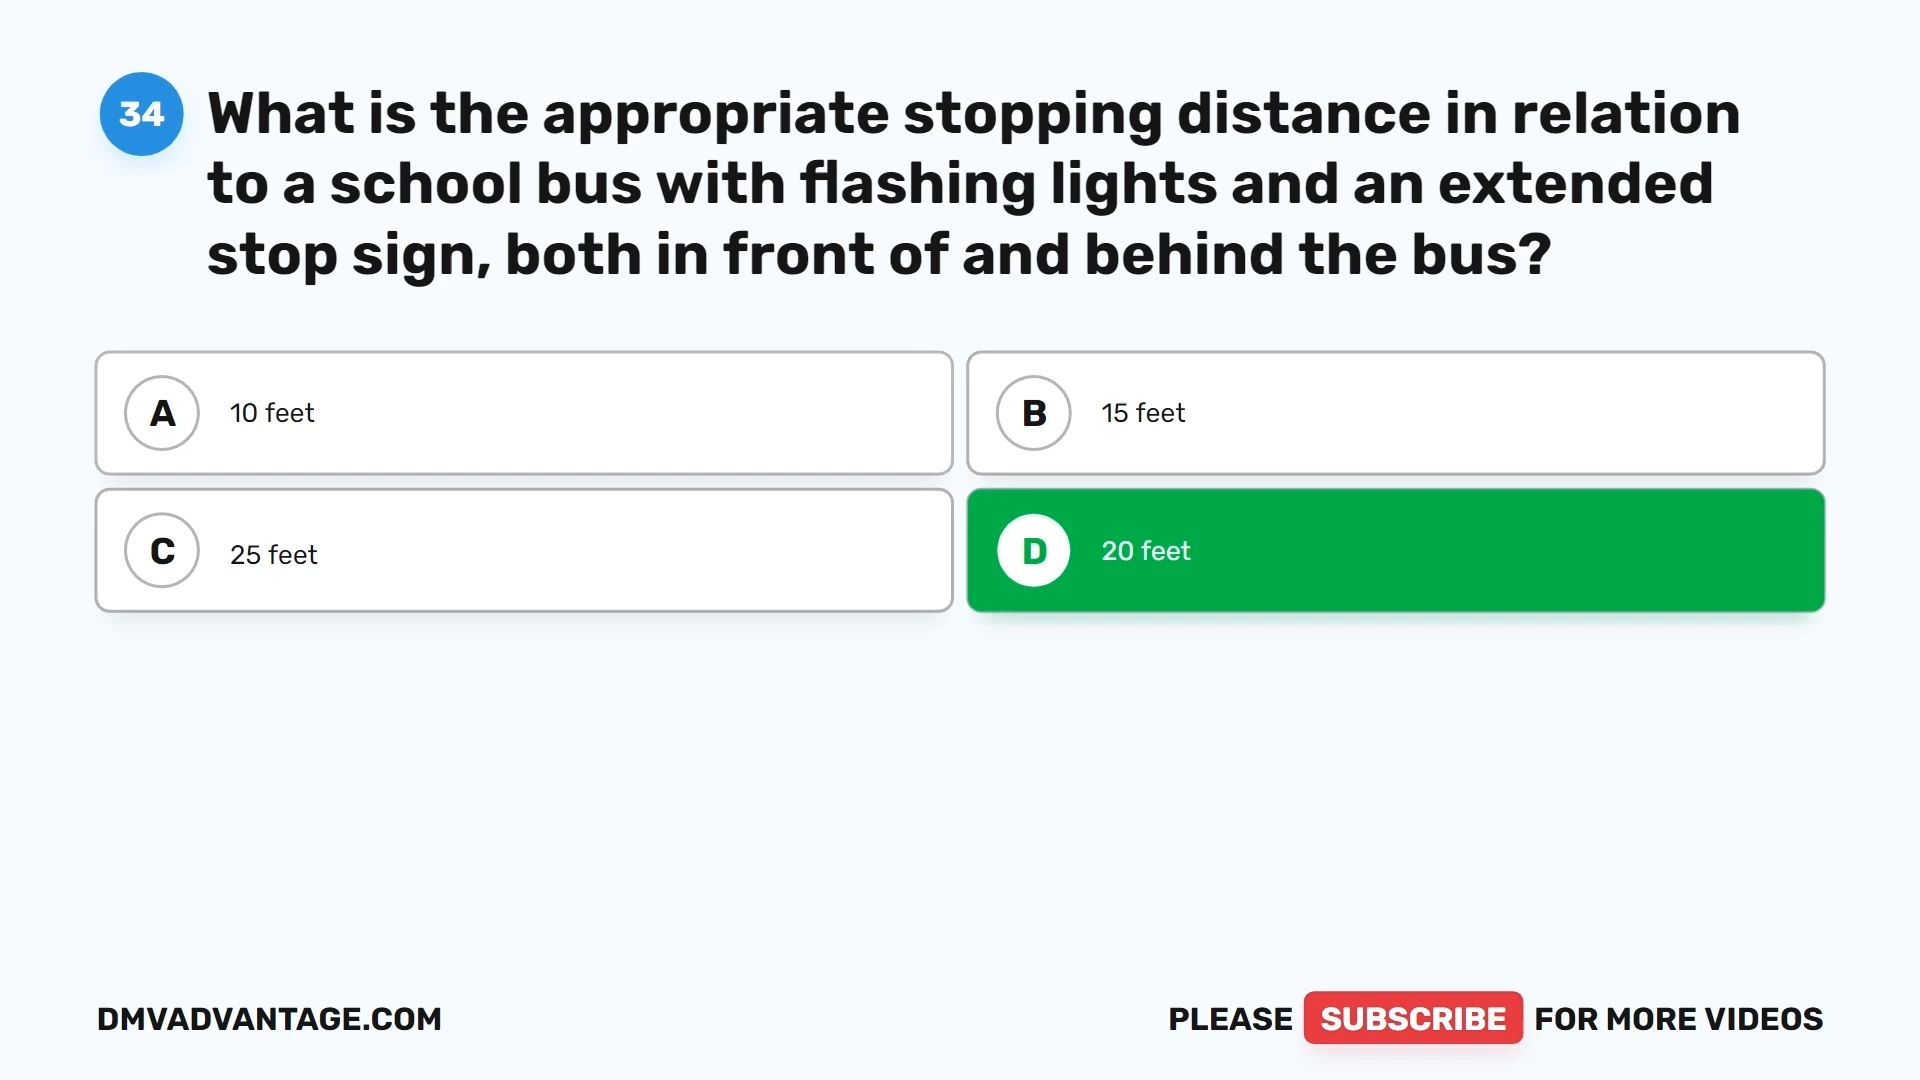 34
What is the appropriate stopping distance in relation
to a school bus with flashing lights and an extended
stop sign, both in front of and behind the bus?
A 10 feet
B 15 feet
C 25 feet
D 20 feet
DMVADVANTAGE.COM
PLEASE SUBSCRIBE FOR MORE VIDEOS